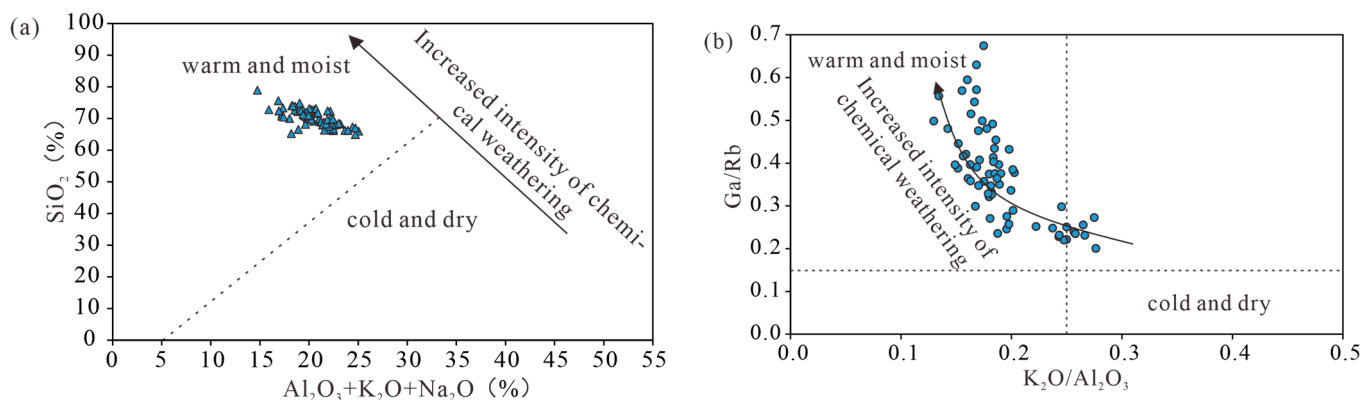 (a)
100
90
80
70
60
50
40
30
20
10
0
SiO₂ (%)
warm and moist
Increased intensity of chemi-
cal weathering
cold and dry
0 5 10 15 20 25 30 35 40 45 50 55
Al₂O₃+K₂O+Na₂O (%)
(b)
0.7
0.6
0.5
0.4
0.3
0.2
0.1
0.0
Ga/Rb
warm and moist
Increased intensity of
chemical weathering
cold and dry
0.0 0.1 0.2 0.3 0.4 0.5
K₂O/Al₂O₃